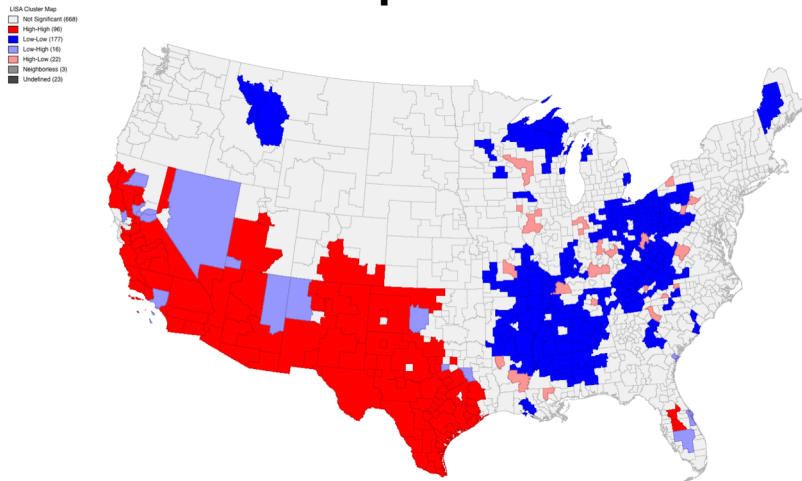 LISA Cluster Map
Not Significant (668)
High-High (96)
Low-Low (177)
Low-High (16)
High-Low (22)
Neighborless (3)
Undefined (23)